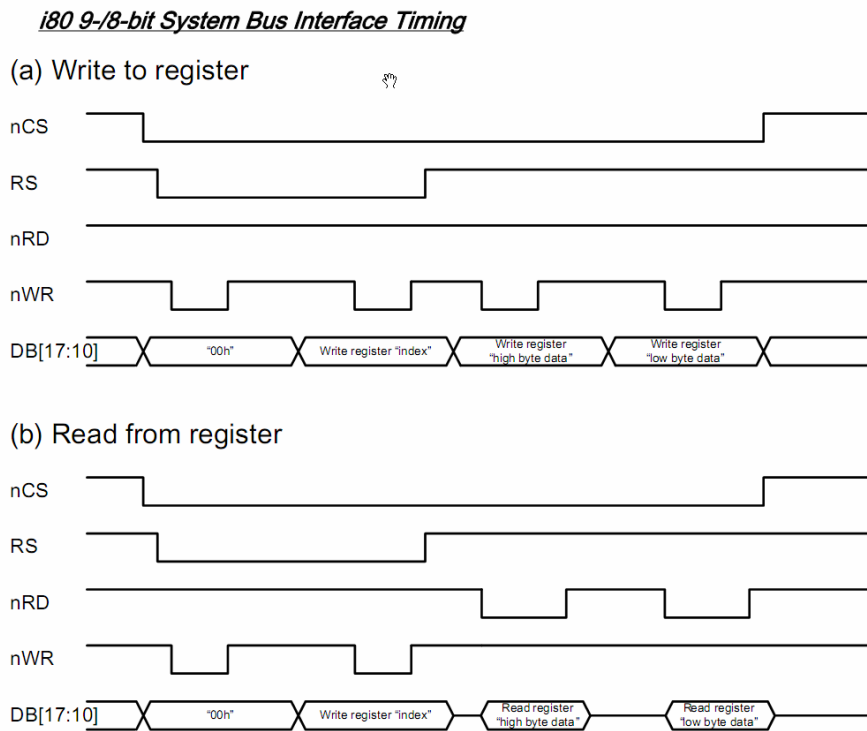 i80 9-/8-bit System Bus Interface Timing
(a) Write to register
nCS
RS
nRD
nWR
DB[17:10]
“00h”
Write register “index”
Write register
“high byte data”
Write register
“low byte data”
(b) Read from register
nCS
RS
nRD
nWR
DB[17:10]
“00h”
Write register “index”
Read register
“high byte data”
Read register
“low byte data”